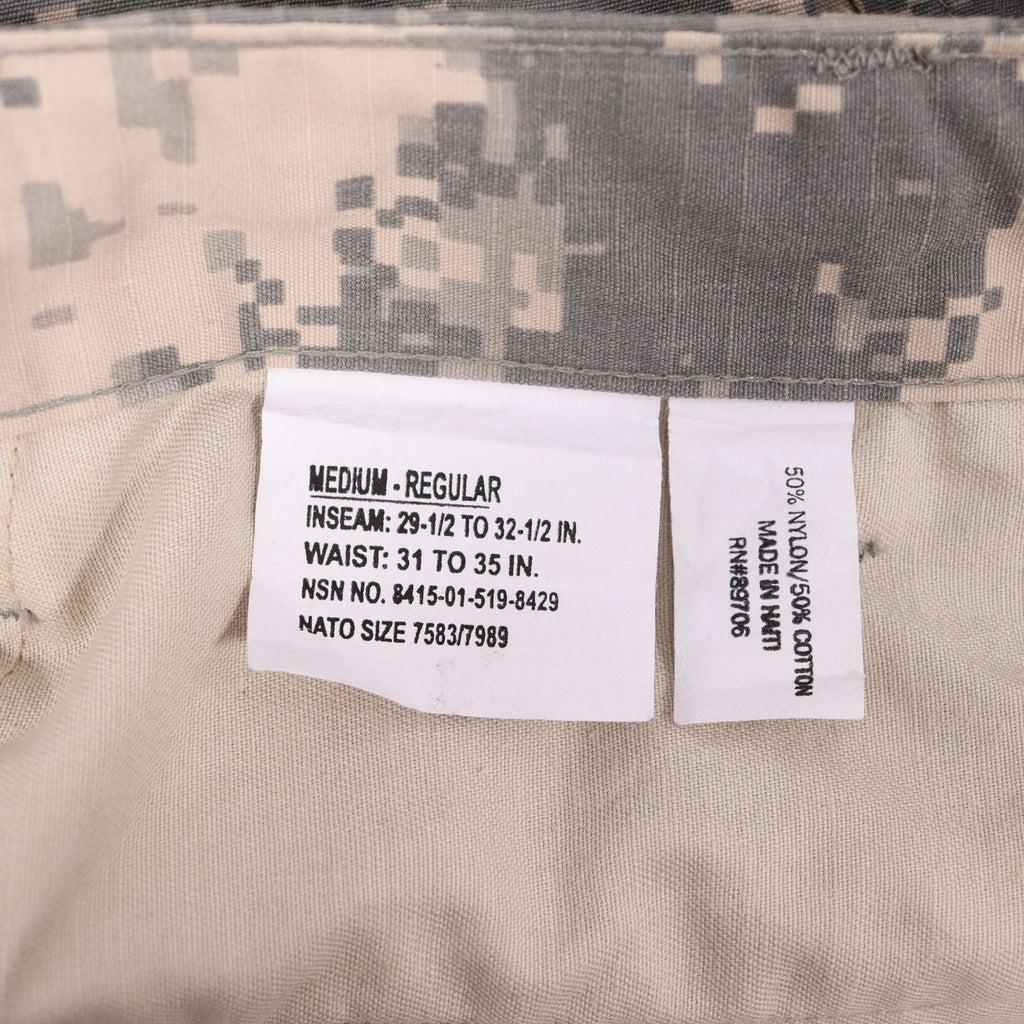 MEDIUM - REGULAR
INSEAM: 29-1/2 TO 32-1/2 IN.
WAIST: 31 TO 35 IN.
NSN NO. 8415-01-519-8429
NATO SIZE 7583/7989
50% NYLON/50% COTTON
MADE IN HAITI
RN#89706